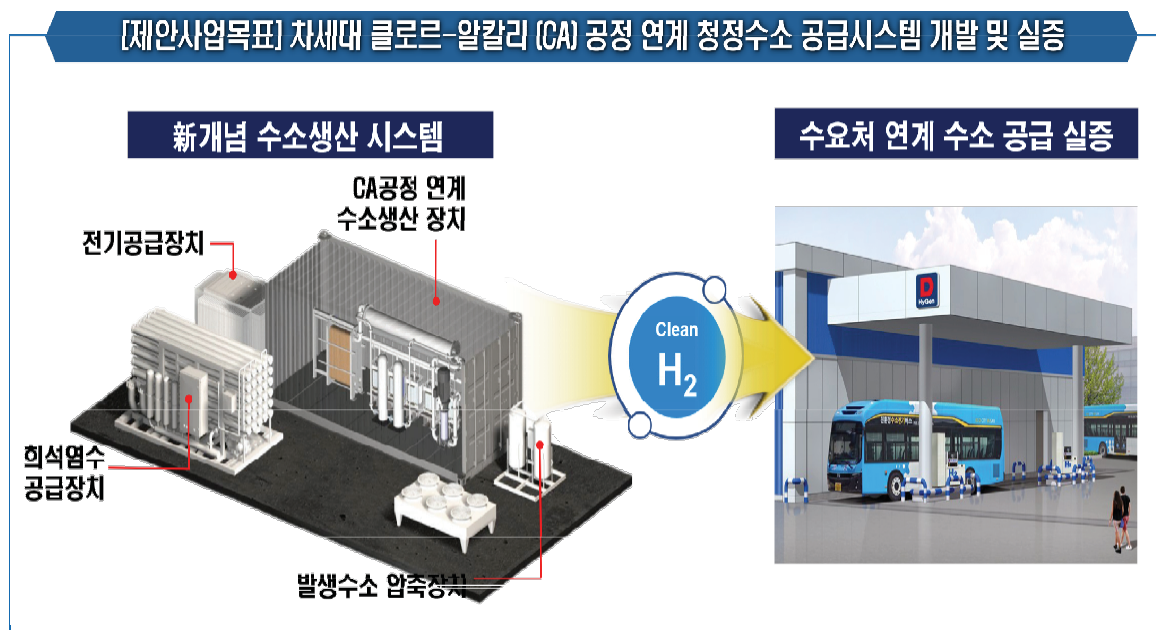 [제안사업목표] 차세대 클로르-알칼리 (CA) 공정 연계 청정수소 공급시스템 개발 및 실증
新개념 수소생산 시스템
수요처 연계 수소 공급 실증
CA공정 연계
수소생산 장치
전기공급장치
희석염수
공급장치
발생수소 압축장치
Clean
H₂
D
HyGen